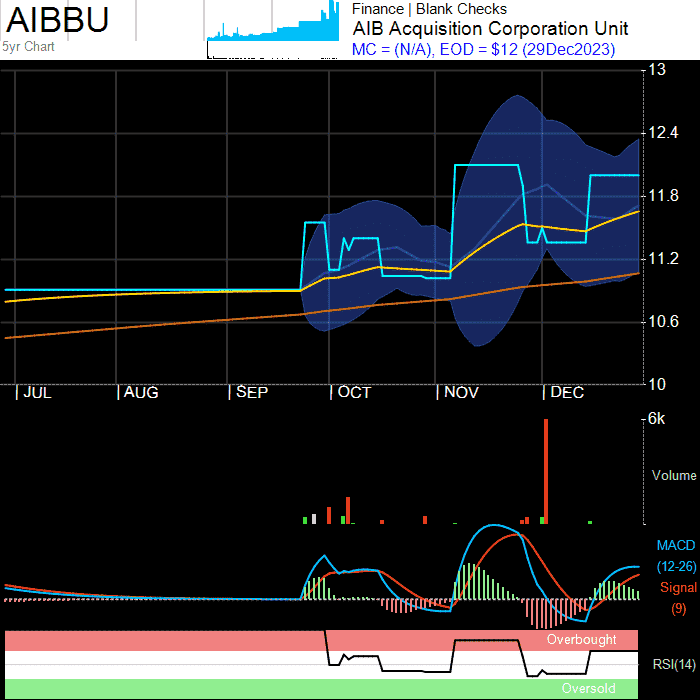 AIBBU
5yr Chart
Finance | Blank Checks
AIB Acquisition Corporation Unit
MC = (N/A), EOD = $12 (29Dec2023)
13
12.4
11.8
11.2
10.6
10
JUL AUG SEP OCT NOV DEC
6k
Volume
MACD
(12-26)
Signal
(9)
Overbought
RSI(14)
Oversold